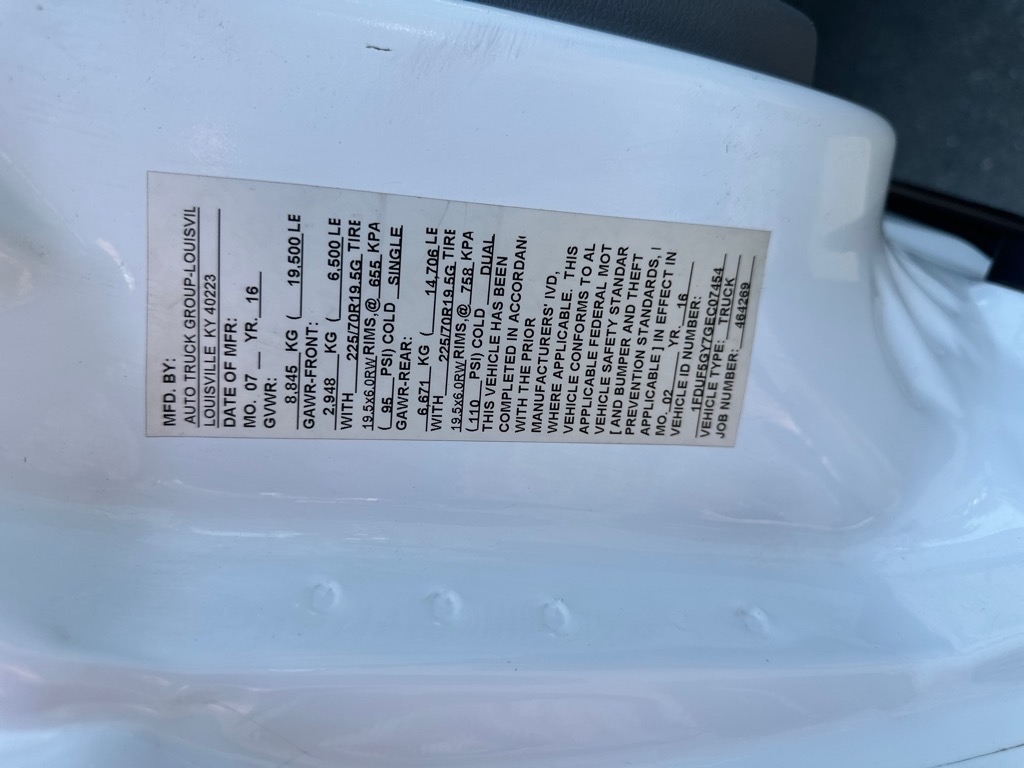 MFD. BY:
AUTO TRUCK GROUP-LOUISVIL
LOUISVILLE KY 40223
DATE OF MFR:
MO. 07 YR. 16
GVWR:
8,845 KG ( 19,500 LE
GAWR-FRONT:
2,948 KG ( 6,500 LE
WITH 225/70R19.5G TIRE
19.5x6.0RW RIMS,@ 655 KPA
( 95 PSI) COLD SINGLE
GAWR-REAR:
6,671 KG ( 14,706 LE
WITH 225/70R19.5G TIRE
19.5x6.0RW RIMS,@ 758 KPA
( 110 PSI) COLD DUAL
THIS VEHICLE HAS BEEN
COMPLETED IN ACCORDAN
WITH THE PRIOR
MANUFACTURERS' IVD,
WHERE APPLICABLE. THIS
VEHICLE CONFORMS TO AL
APPLICABLE FEDERAL MOT
VEHICLE SAFETY STANDAR
[ AND BUMPER AND THEFT
PREVENTION STANDARDS, I
APPLICABLE ] IN EFFECT IN
MO. 02 YR. 16
VEHICLE ID NUMBER:
1FDUF5GY7GEC07454
VEHICLE TYPE: TRUCK
JOB NUMBER: 464269